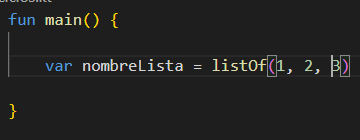 fun main() {
var nombreLista = listOf(1, 2, 3)
}